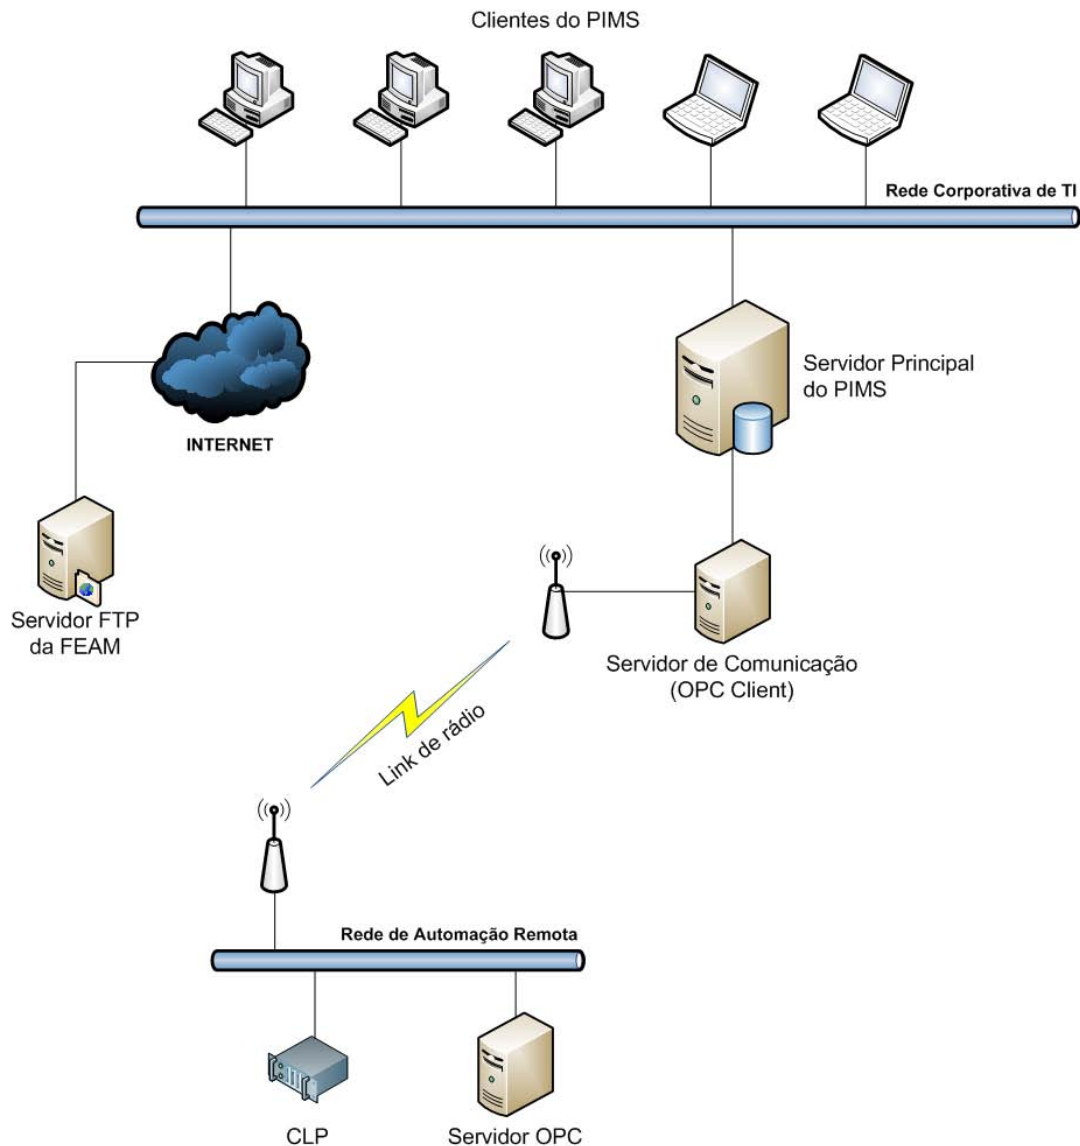 Clientes do PIMS
Rede Corporativa de TI
Servidor Principal
do PIMS
INTERNET
Servidor FTP
da FEAM
Servidor de Comunicação
(OPC Client)
Link de rádio
Rede de Automação Remota
CLP
Servidor OPC